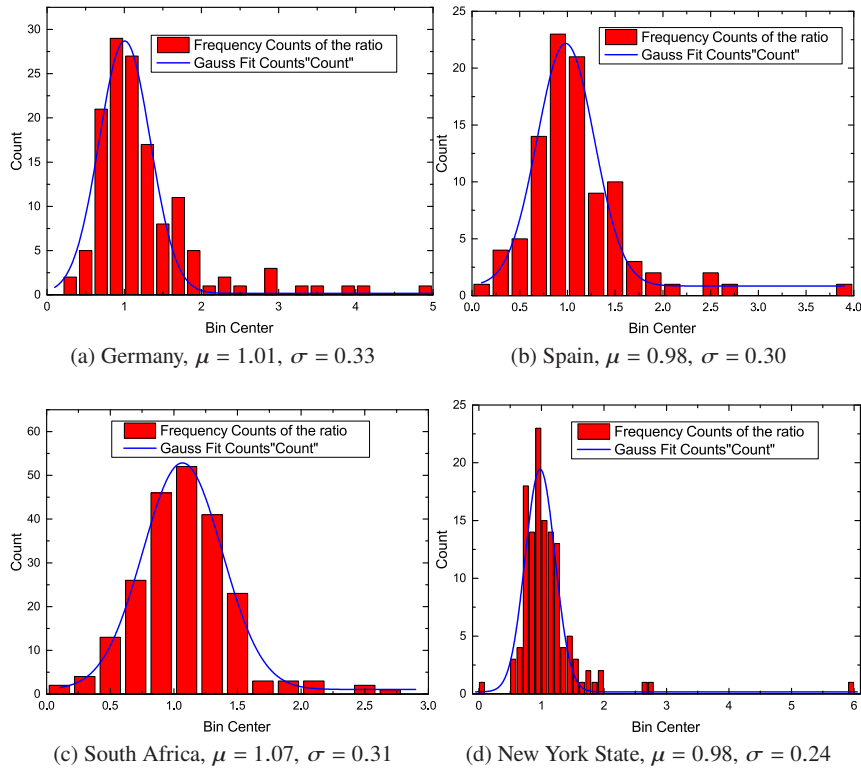 Frequency Counts of the ratio
Gauss Fit Counts"Count"
Count
30
25
20
15
10
5
0
0 1 2 3 4 5
Bin Center
(a) Germany, μ = 1.01, σ = 0.33
Frequency Counts of the ratio
Gauss Fit Counts"Count"
Count
25
20
15
10
5
0
0.0 0.5 1.0 1.5 2.0 2.5 3.0 3.5 4.0
Bin Center
(b) Spain, μ = 0.98, σ = 0.30
Frequency Counts of the ratio
Gauss Fit Counts"Count"
Count
60
50
40
30
20
10
0
0.0 0.5 1.0 1.5 2.0 2.5 3.0
Bin Center
(c) South Africa, μ = 1.07, σ = 0.31
Frequency Counts of the ratio
Gauss Fit Counts"Count"
Count
25
20
15
10
5
0
0 1 2 3 4 5 6
Bin Center
(d) New York State, μ = 0.98, σ = 0.24